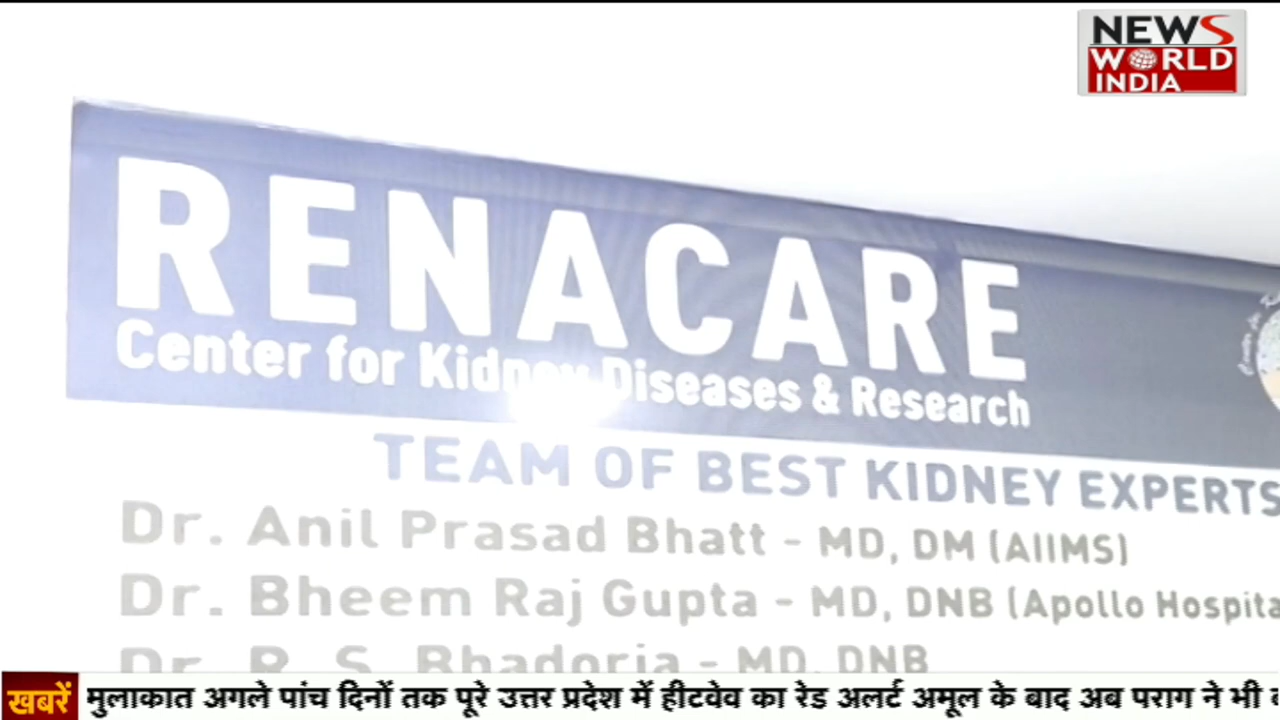 NEWS
WORLD
INDIA
RENACARE
Center for Kidney Diseases & Research
TEAM OF BEST KIDNEY EXPERTS
Dr. Anil Prasad Bhatt - MD, DM (AIIMS)
Dr. Bheem Raj Gupta - MD, DNB (Apollo
Dr. R. S. Bhadoria - MD, DNB
खबरें मुलाकात अगले पांच दिनों तक पूरे उत्तर प्रदेश में हीटवेव का रेड अलर्ट अमूल के बाद अब पराग ने भी